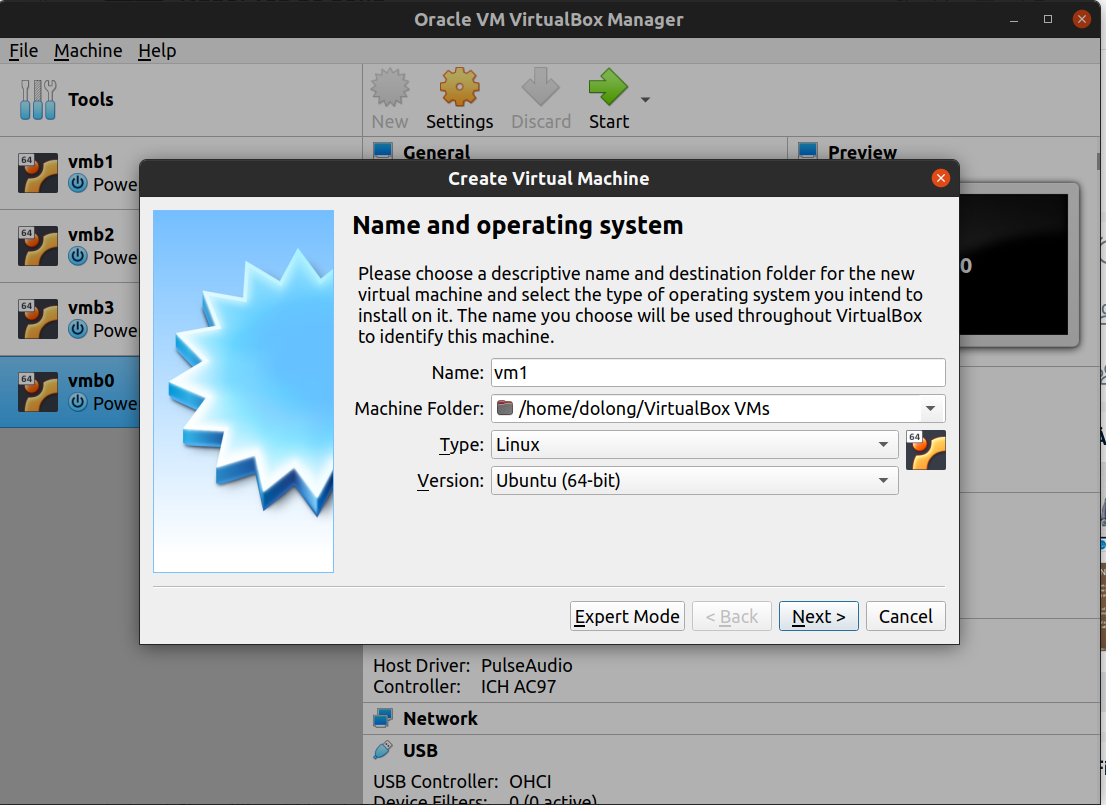 Oracle VM VirtualBox Manager
File Machine Help
Tools
New Settings Discard Start
64 vmb1
Powe
64 vmb2
Powe
64 vmb3
Powe
64 vmb0
Powe
General
Preview
0
Create Virtual Machine
Name and operating system
Please choose a descriptive name and destination folder for the new
virtual machine and select the type of operating system you intend to
install on it. The name you choose will be used throughout VirtualBox
to identify this machine.
Name: vm1
Machine Folder: /home/dolong/VirtualBox VMs
Type: Linux
64
Version: Ubuntu (64-bit)
Expert Mode < Back Next > Cancel
Host Driver: PulseAudio
Controller: ICH AC97
Network
USB
USB Controller: OHCI
Device Filters: 0 (0 active)